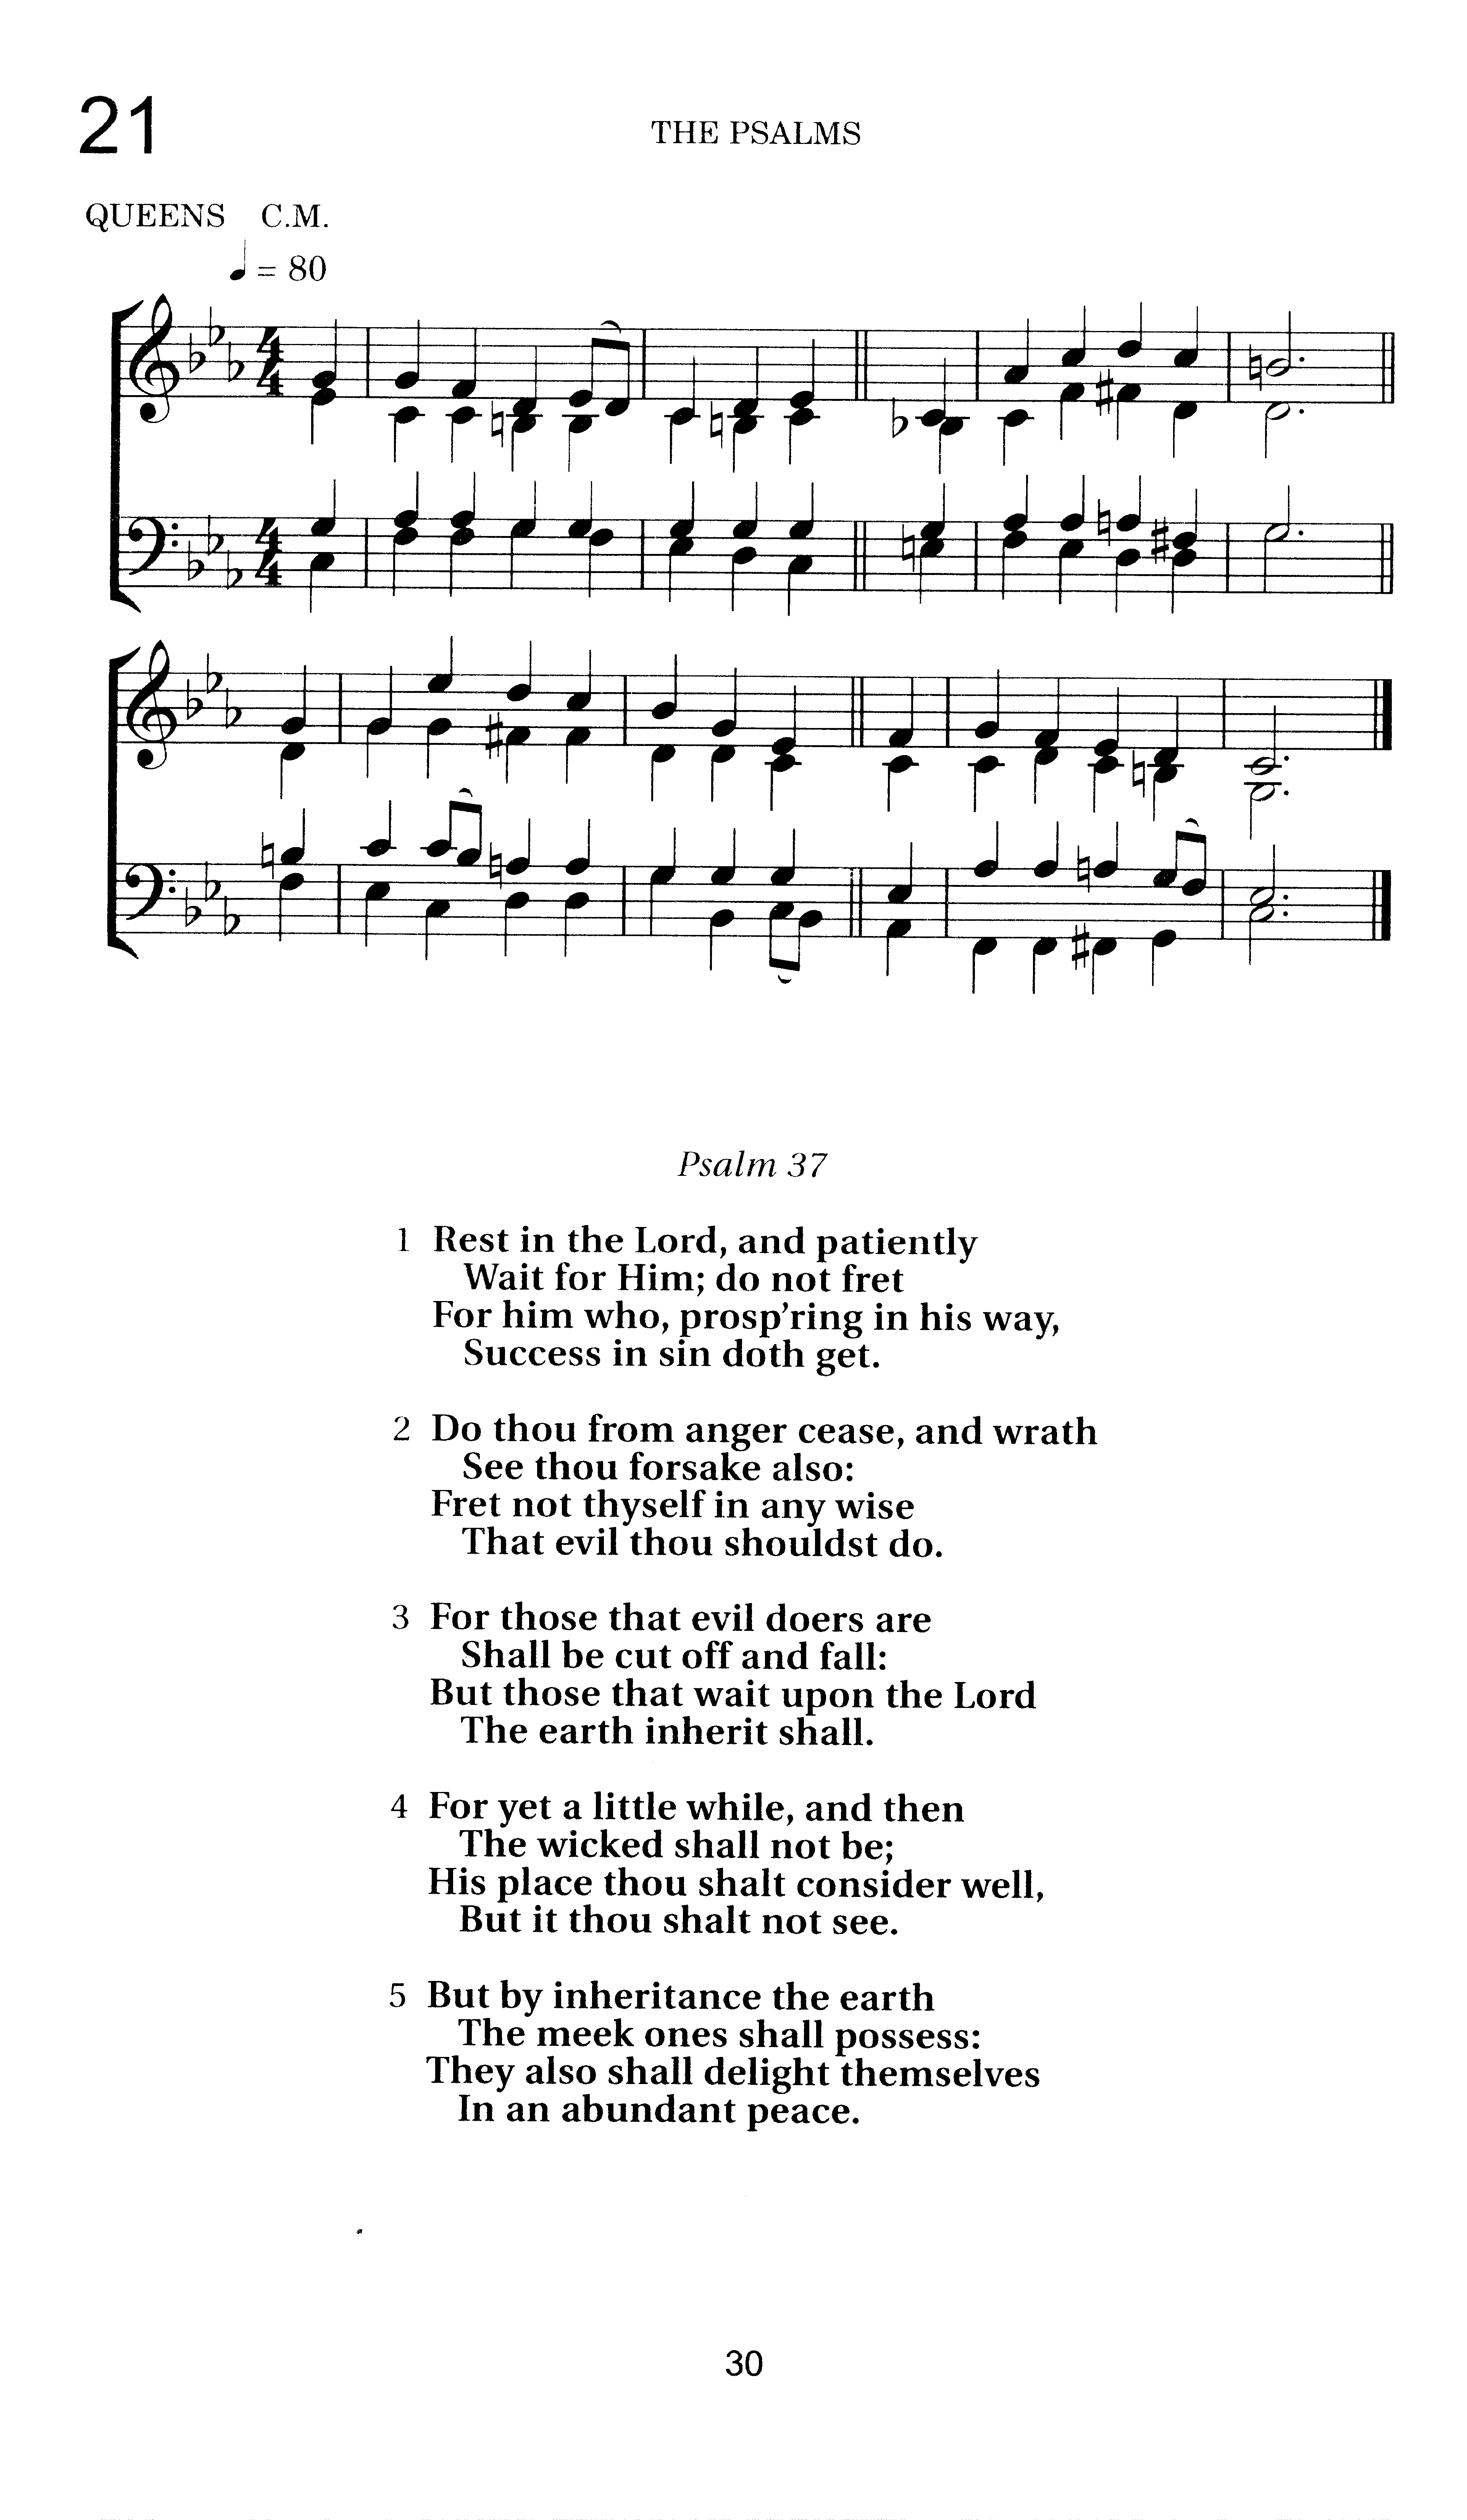 21
THE PSALMS
QUEENS C.M.
♩ = 80
Psalm 37
1 Rest in the Lord, and patiently
Wait for Him; do not fret
For him who, prosp’ring in his way,
Success in sin doth get.
2 Do thou from anger cease, and wrath
See thou forsake also:
Fret not thyself in any wise
That evil thou shouldst do.
3 For those that evil doers are
Shall be cut off and fall:
But those that wait upon the Lord
The earth inherit shall.
4 For yet a little while, and then
The wicked shall not be;
His place thou shalt consider well,
But it thou shalt not see.
5 But by inheritance the earth
The meek ones shall possess:
They also shall delight themselves
In an abundant peace.
30